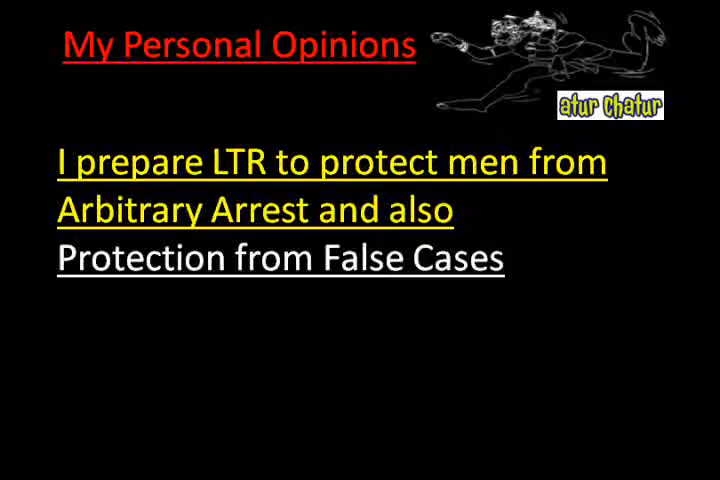 My Personal Opinions
atur chatur
I prepare LTR to protect men from
Arbitrary Arrest and also
Protection from False Cases